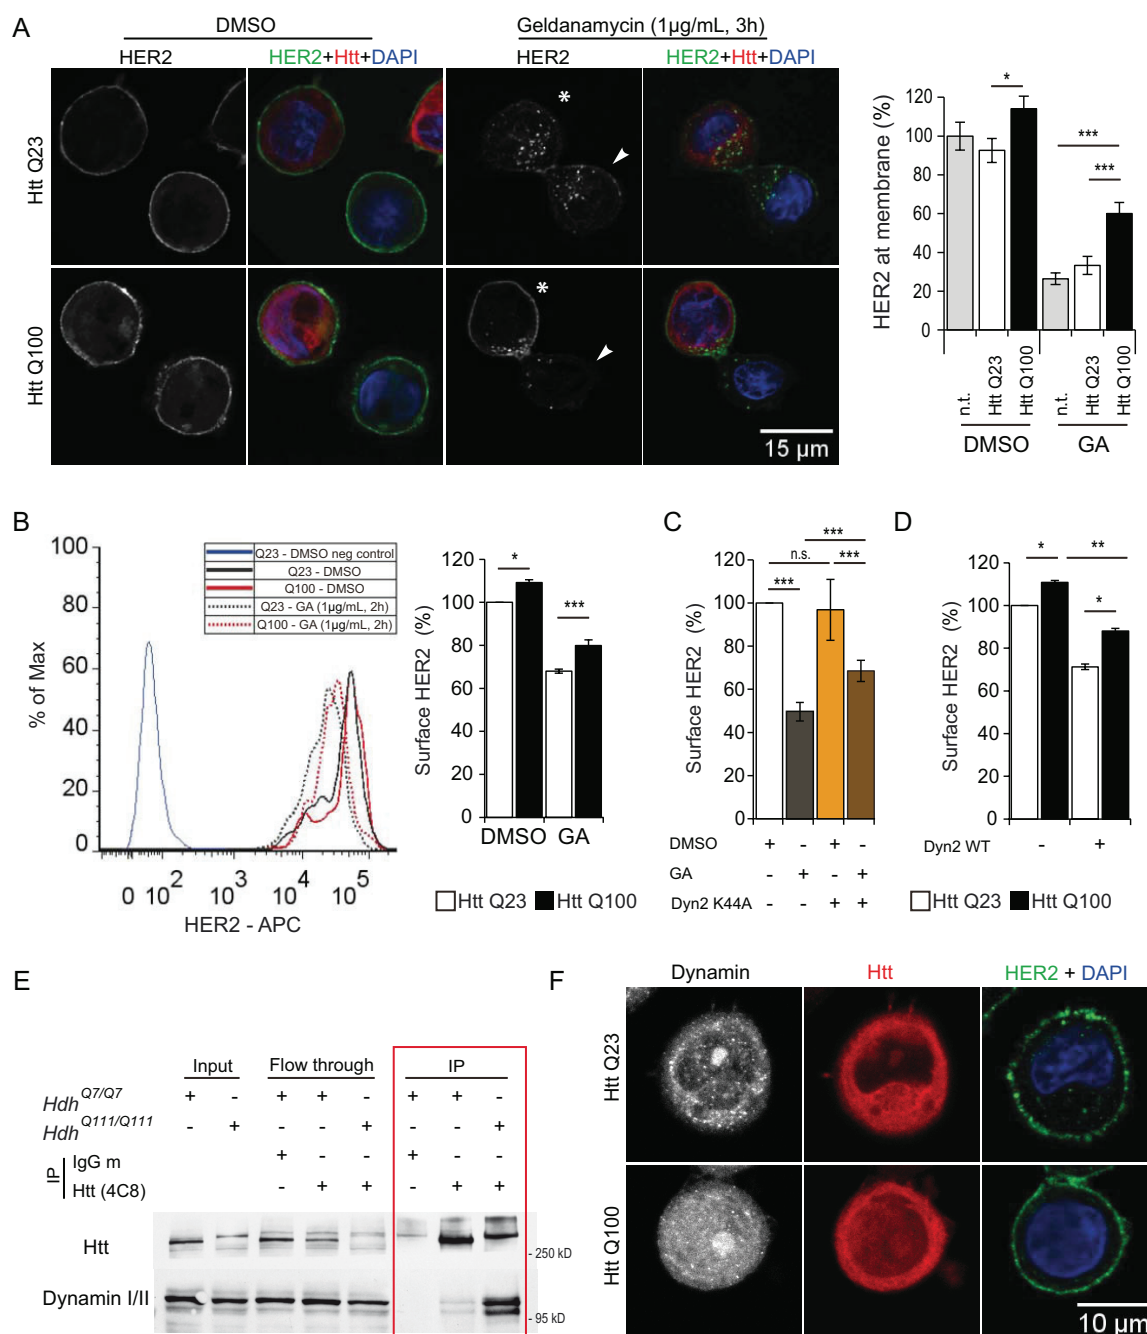 A
DMSO
Geldanamycin (1µg/mL, 3h)
HER2
HER2+Htt+DAPI
HER2
HER2+Htt+DAPI
Htt Q23
*
Htt Q100
*
15 µm
HER2 at membrane (%)
120
100
80
60
40
20
0
*
***
***
n.t.
Htt Q23
Htt Q100
n.t.
Htt Q23
Htt Q100
DMSO
GA
B
% of Max
100
80
60
40
20
0
0 10^2 10^3 10^4 10^5
HER2 - APC
Q23 - DMSO neg control
Q23 - DMSO
Q100 - DMSO
Q23 - GA (1µg/mL, 2h)
Q100 - GA (1µg/mL, 2h)
Surface HER2 (%)
120
100
80
60
40
20
0
*
***
DMSO GA
Htt Q23 Htt Q100
C
Surface HER2 (%)
120
100
80
60
40
20
0
***
n.s.
***
***
DMSO + - + -
GA - + - +
Dyn2 K44A - - + +
D
Surface HER2 (%)
120
100
80
60
40
20
0
*
**
*
Dyn2 WT - +
Htt Q23 Htt Q100
E
Input Flow through IP
Hdh Q7/Q7 + - + + - + + -
Hdh Q111/Q111 - + - - + - - +
IP
IgG m + - - + - -
Htt (4C8) - + + - + +
Htt
- 250 kD
Dynamin I/II
- 95 kD
F
Dynamin
Htt
HER2 + DAPI
Htt Q23
Htt Q100
10 µm